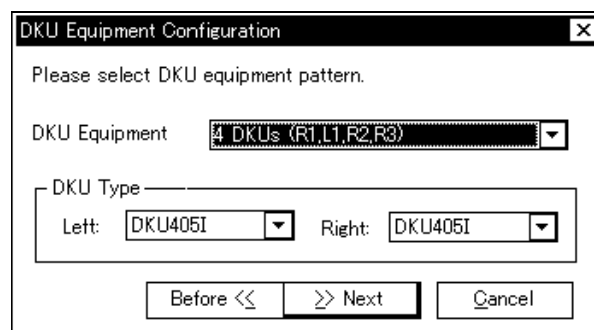 DKU Equipment Configuration
Please select DKU equipment pattern.
DKU Equipment 4 DKUs (R1,L1,R2,R3)
DKU Type
Left: DKU405I Right: DKU405I
Before << >> Next Cancel